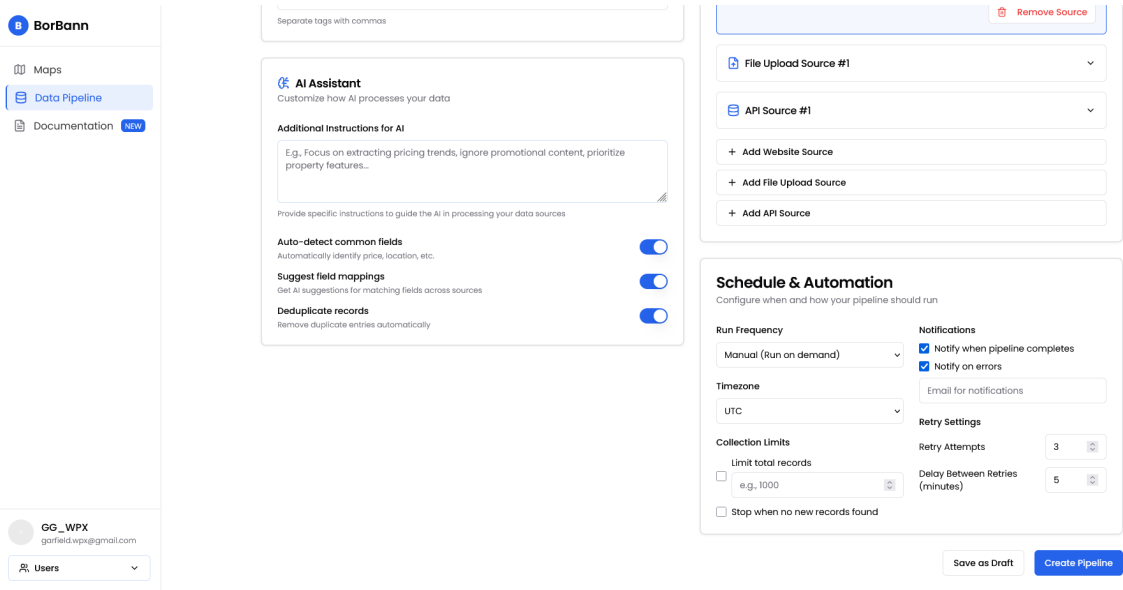 B BorBann
Maps
Data Pipeline
Documentation NEW
GG_WPX
garfield.wpx@gmail.com
Users
Separate tags with commas
AI Assistant
Customize how AI processes your data
Additional Instructions for AI
E.g., Focus on extracting pricing trends, ignore promotional content, prioritize
property features...
Provide specific instructions to guide the AI in processing your data sources
Auto-detect common fields
Automatically identify price, location, etc.
Suggest field mappings
Get AI suggestions for matching fields across sources
Deduplicate records
Remove duplicate entries automatically
Remove Source
File Upload Source #1
API Source #1
+ Add Website Source
+ Add File Upload Source
+ Add API Source
Schedule & Automation
Configure when and how your pipeline should run
Run Frequency
Manual (Run on demand)
Timezone
UTC
Collection Limits
Limit total records
e.g., 1000
Stop when no new records found
Notifications
Notify when pipeline completes
Notify on errors
Email for notifications
Retry Settings
Retry Attempts 3
Delay Between Retries
(minutes) 5
Save as Draft
Create Pipeline